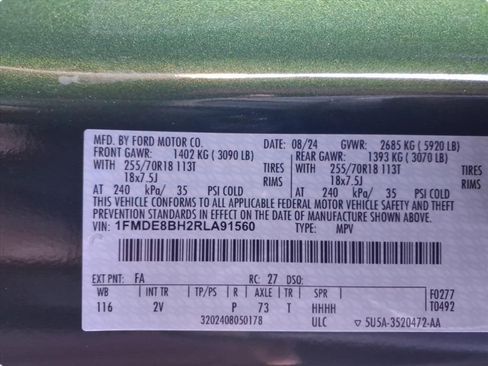 MFD. BY FORD MOTOR CO. 08/24 GVWR: 2685 KG ( 5920 LB)
FRONT GAWR: 1402 KG ( 3090 LB) REAR GAWR: 1393 KG ( 3070 LB)
WITH 255/70R18 113T TIRES WITH 255/70R18 113T TIRES
18x7.5J RIMS 18x7.5J RIMS
AT 240 kPa/ 35 PSI COLD AT 240 kPa/ 35 PSI COLD
THIS VEHICLE CONFORMS TO ALL APPLICABLE FEDERAL MOTOR VEHICLE SAFETY AND
THEFT PREVENTION STANDARDS IN EFFECT ON THE DATE OF MANUFACTURE SHOWN ABOVE.
VIN: 1FMDE8BH2RLA91560 TYPE: MPV
EXT PNT: FA RC: 27 DSO:
WB INT TR TP/PS R AXLE TR SPR F0277
116 2V P 73 T HHHH T0492
3202408050178 ULC ▽5U5A-3520472-AA